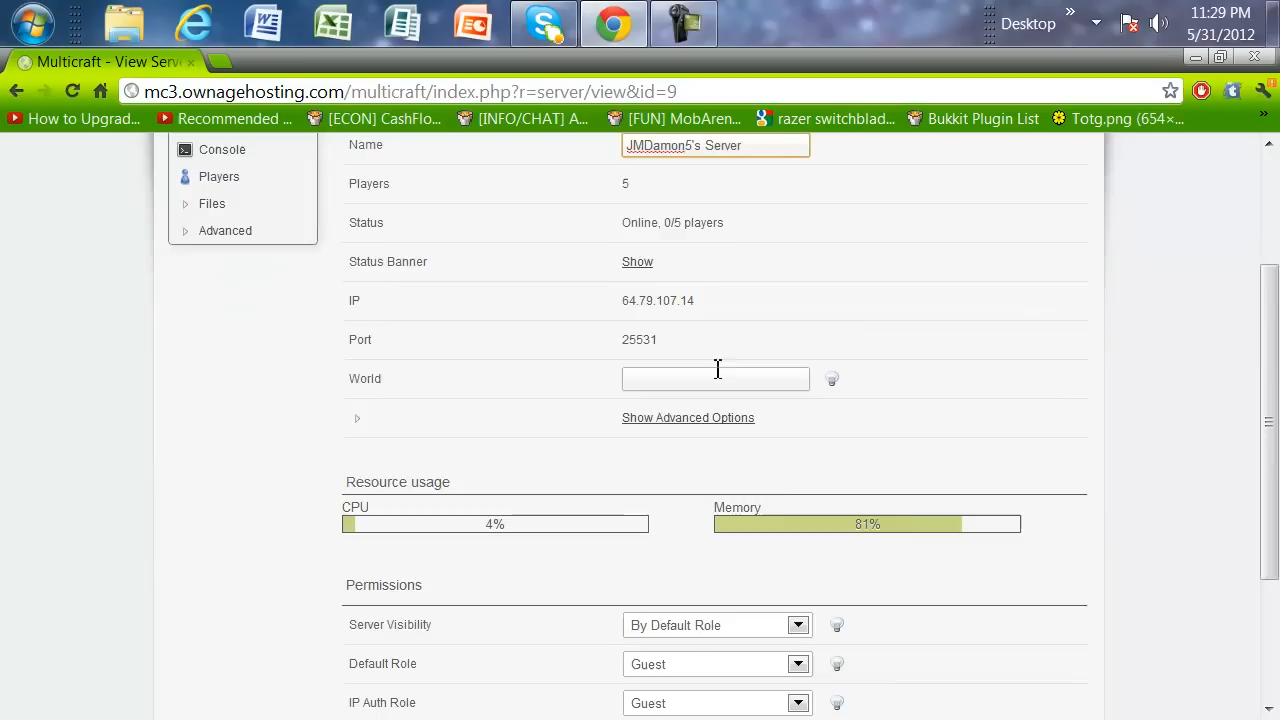 11:29 PM
Desktop »
5/31/2012
Multicraft - View Serve
mc3.ownagehosting.com/multicraft/index.php?r=server/view&id=9
How to Upgrad... Recommended ... [ECON] CashFlo... [INFO/CHAT] A... [FUN] MobAren... razer switchblad... Bukkit Plugin List Totg.png (654×...
Console
Players
Files
Advanced
Name JMDamon5's Server
Players 5
Status Online, 0/5 players
Status Banner Show
IP 64.79.107.14
Port 25531
World
Show Advanced Options
Resource usage
CPU Memory
4% 81%
Permissions
Server Visibility By Default Role
Default Role Guest
IP Auth Role Guest